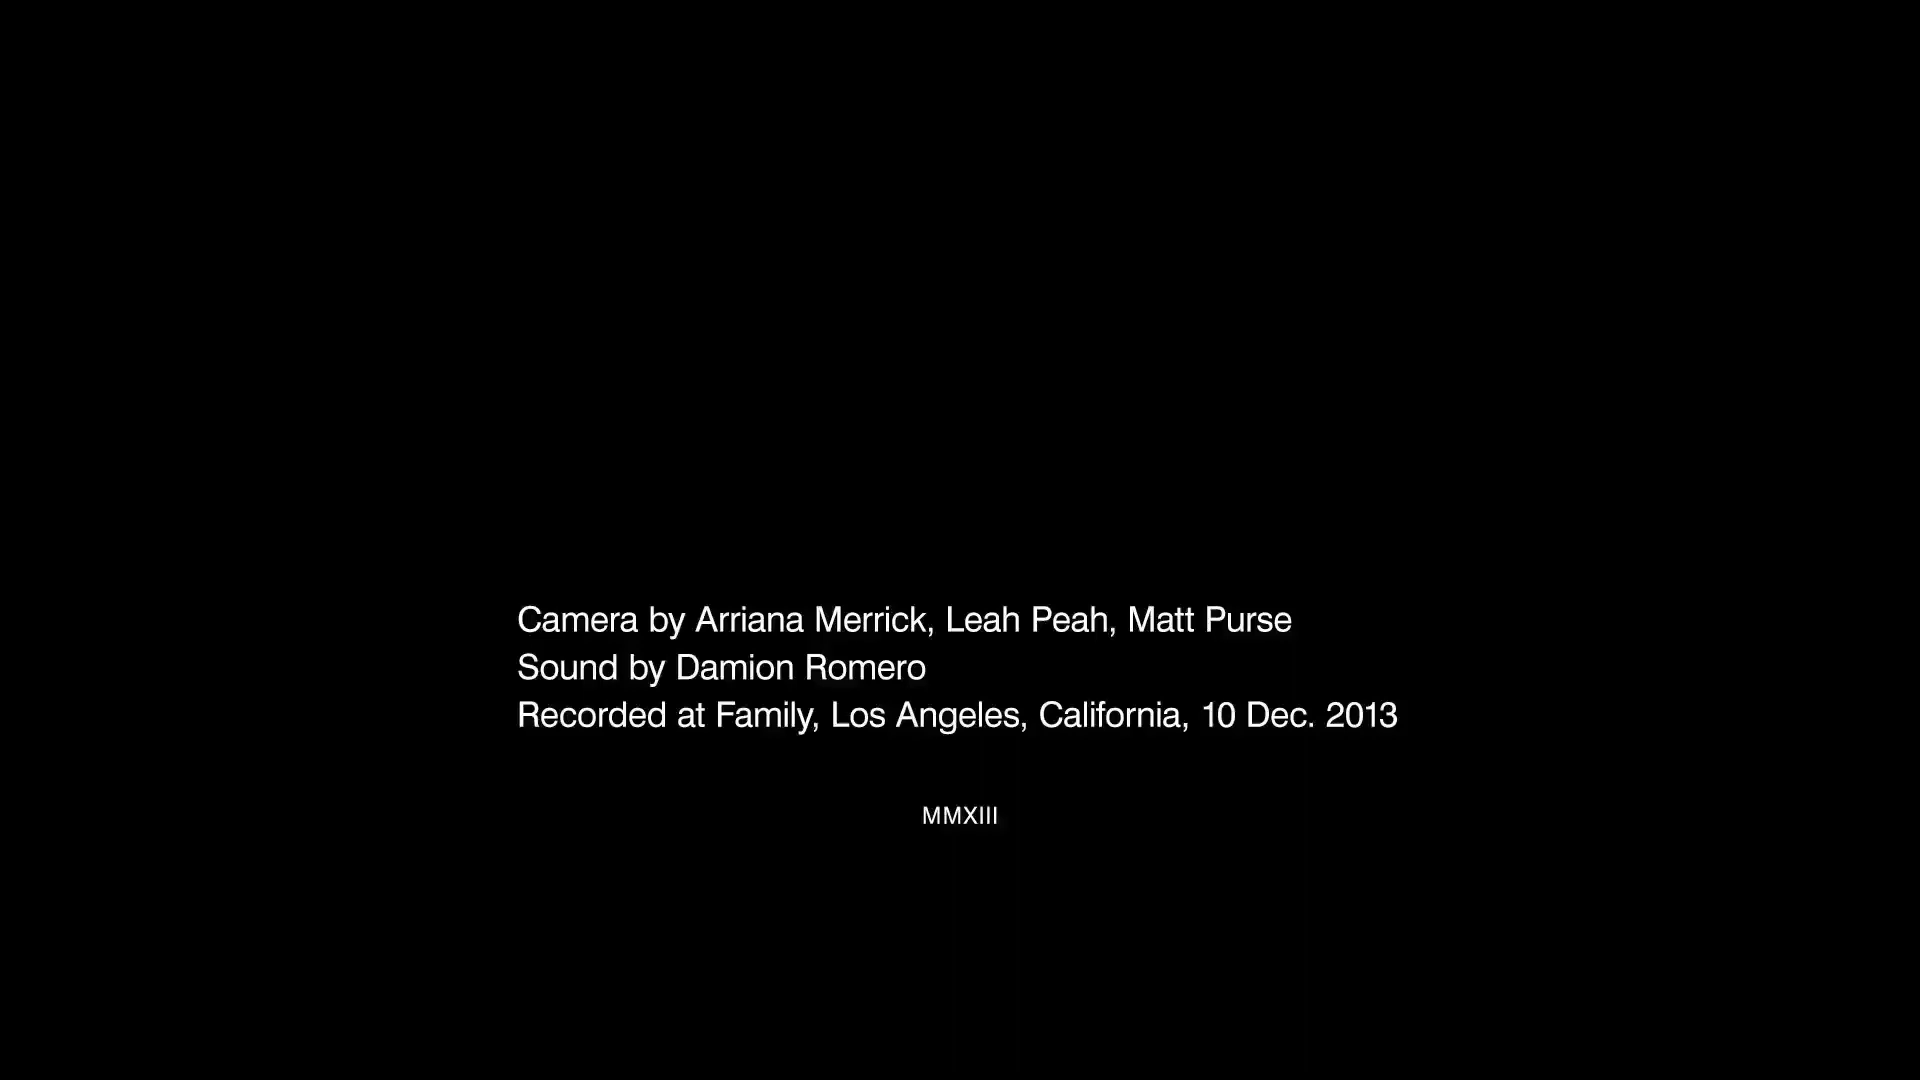 Camera by Arriana Merrick, Leah Peah, Matt Purse
Sound by Damion Romero
Recorded at Family, Los Angeles, California, 10 Dec. 2013
MMXIII